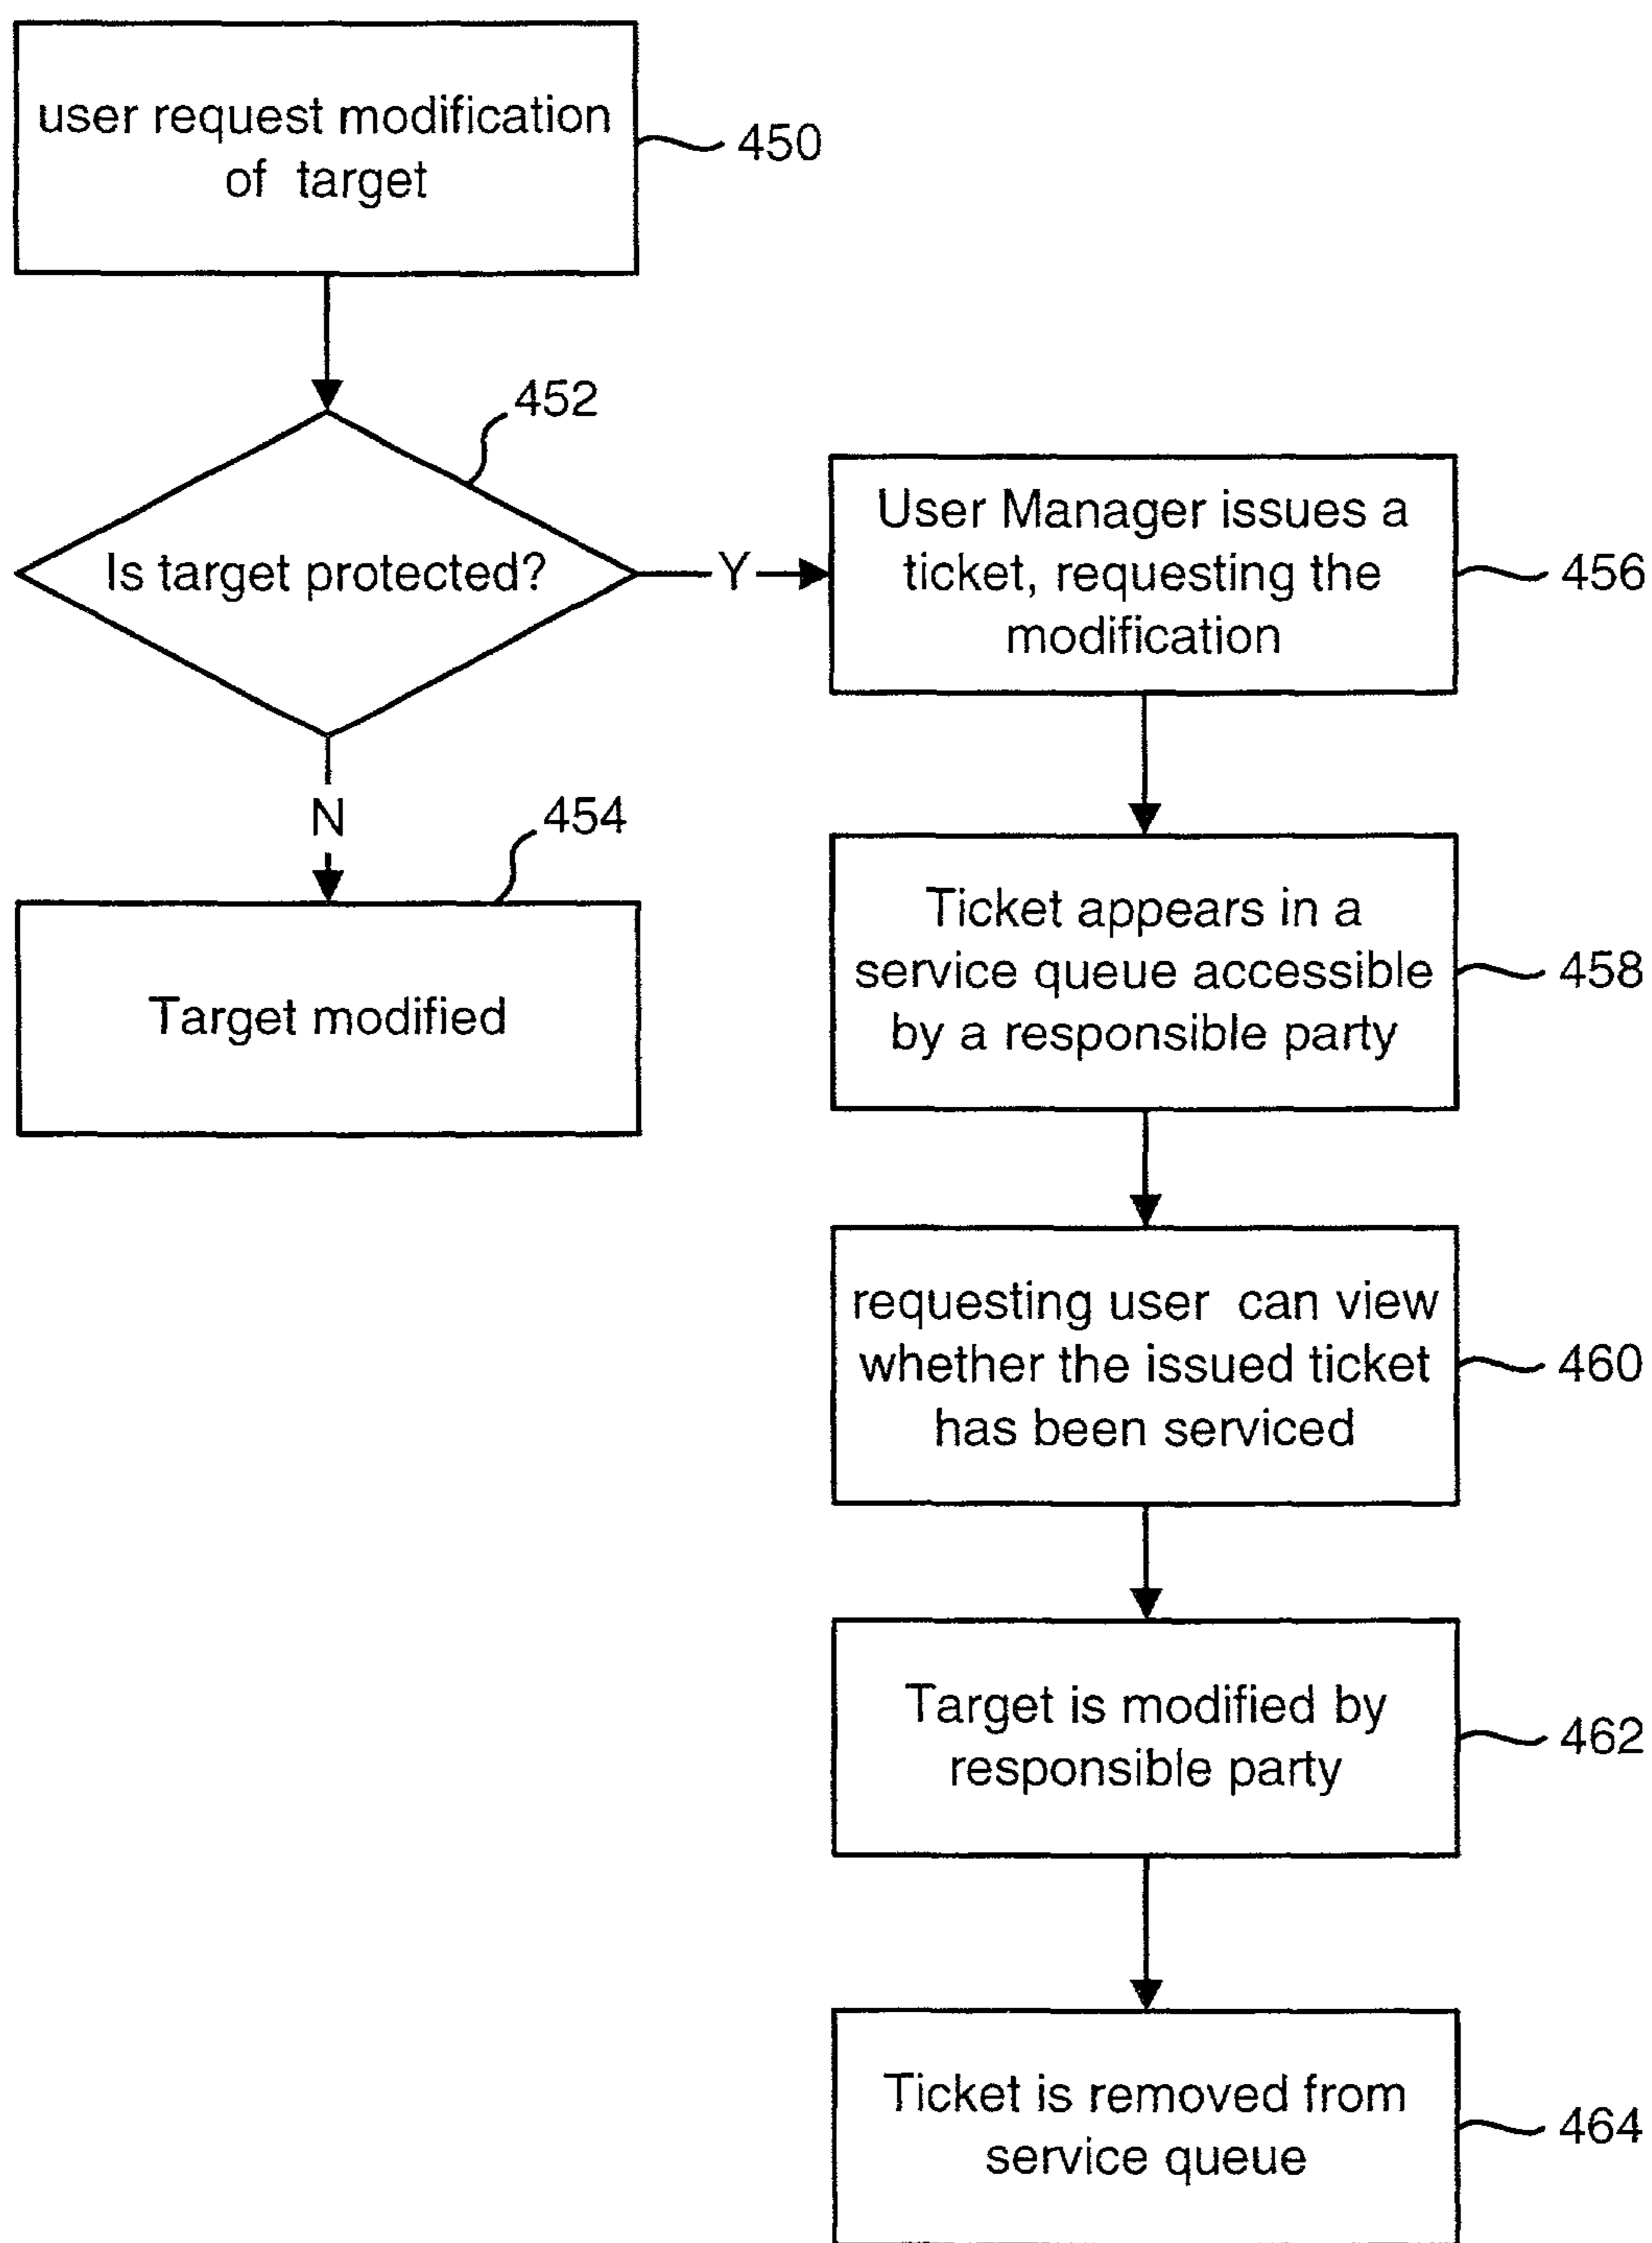 user request modification
of target
450
452
Is target protected?
Y
N
454
Target modified
User Manager issues a
ticket, requesting the
modification
456
Ticket appears in a
service queue accessible
by a responsible party
458
requesting user can view
whether the issued ticket
has been serviced
460
Target is modified by
responsible party
462
Ticket is removed from
service queue
464